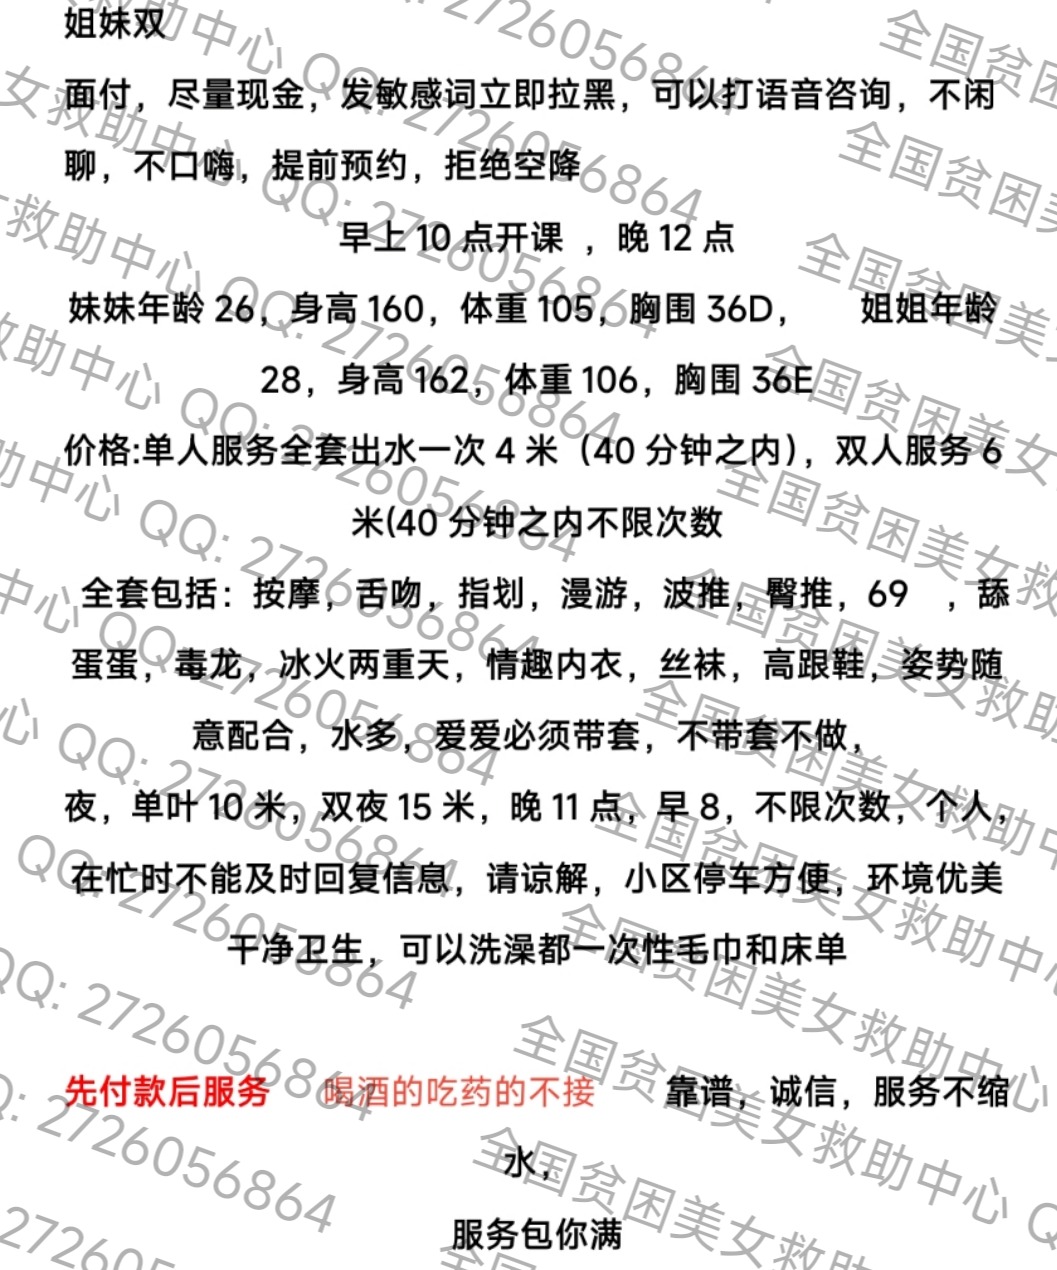 姐妹双
面付，尽量现金，发敏感词立即拉黑，可以打语音咨询，不闲
聊，不口嗨，提前预约，拒绝空降
早上 10 点开课 ，晚 12 点
妹妹年龄 26，身高 160，体重 105，胸围 36D， 姐姐年龄
28，身高 162，体重 106，胸围 36E
价格:单人服务全套出水一次 4 米（40 分钟之内），双人服务 6
米(40 分钟之内不限次数
全套包括：按摩，舌吻，指划，漫游，波推，臀推，69 ，舔
蛋蛋，毒龙，冰火两重天，情趣内衣，丝袜，高跟鞋，姿势随
意配合，水多，爱爱必须带套，不带套不做，
夜，单叶 10 米，双夜 15 米，晚 11 点，早 8，不限次数，个人，
在忙时不能及时回复信息，请谅解，小区停车方便，环境优美
干净卫生，可以洗澡都一次性毛巾和床单
先付款后服务 喝酒的吃药的不接 靠谱，诚信，服务不缩
水，
服务包你满
全国贫困美女救助中心 QQ: 2726056864